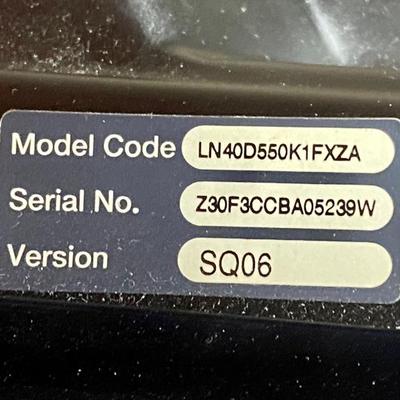 Model Code LN40D550K1FXZA
Serial No. Z30F3CCBA05239W
Version SQ06